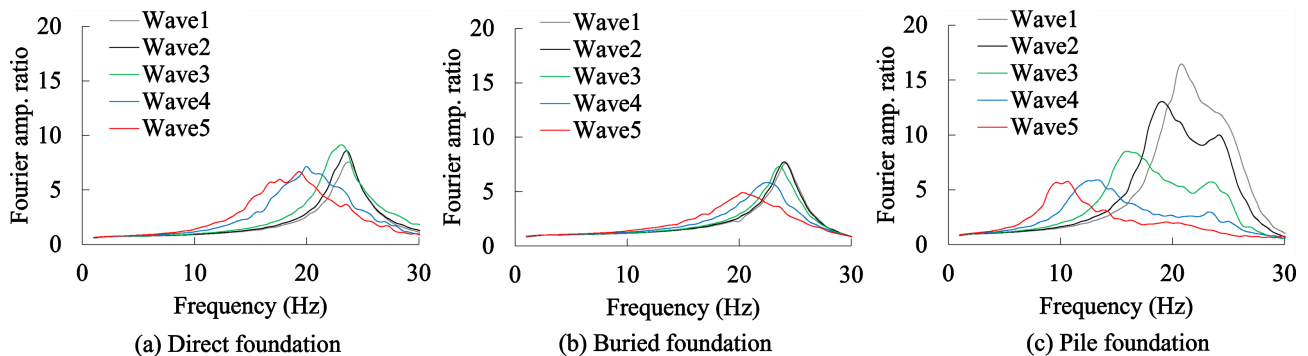 Fourier amp. ratio
20
15
10
5
0
Wave1
Wave2
Wave3
Wave4
Wave5
10
20
30
Frequency (Hz)
(a) Direct foundation
Fourier amp. ratio
20
15
10
5
0
Wave1
Wave2
Wave3
Wave4
Wave5
10
20
30
Frequency (Hz)
(b) Buried foundation
Fourier amp. ratio
20
15
10
5
0
Wave1
Wave2
Wave3
Wave4
Wave5
10
20
30
Frequency (Hz)
(c) Pile foundation